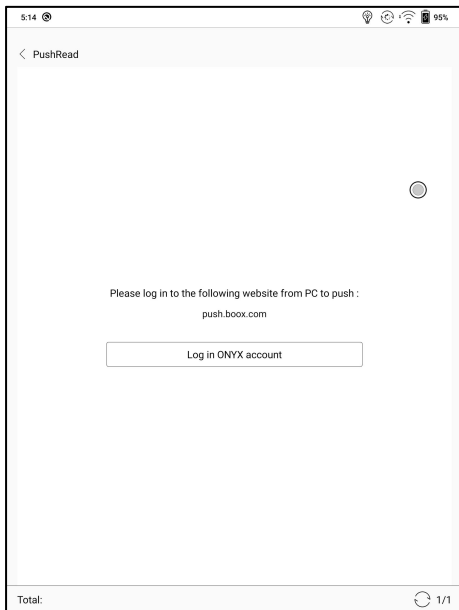 5:14 95%
PushRead
Please log in to the following website from PC to push :
push.boox.com
Log in ONYX account
Total: 1/1